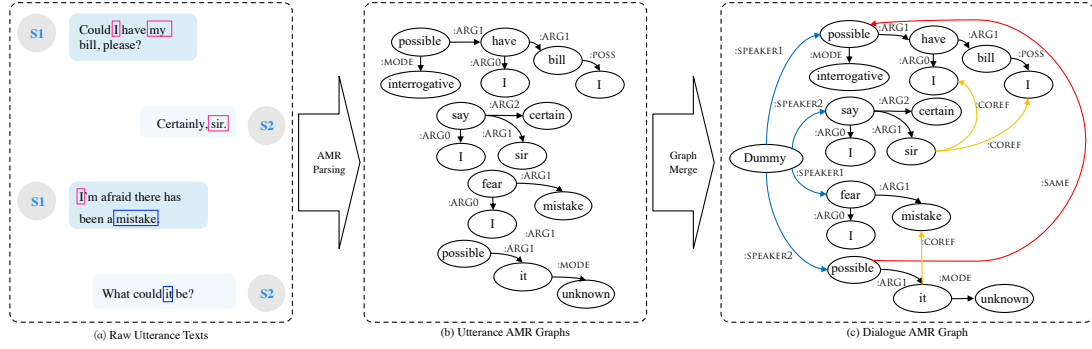 S1
Could I have my
bill, please?
Certainly, sir.
S2
S1
I'm afraid there has
been a mistake.
What could it be?
S2
(a) Raw Utterance Texts
AMR
Parsing
possible
:ARG1
have
:ARG1
bill
:POSS
I
:MODE
interrogative
:ARG0
I
say
:ARG2
certain
:ARG0
I
:ARG1
sir
fear
:ARG1
mistake
:ARG0
I
possible
:ARG1
it
:MODE
unknown
(b) Utterance AMR Graphs
Graph
Merge
Dummy
:SPEAKER1
possible
:ARG1
have
:ARG1
bill
:POSS
I
:MODE
interrogative
:ARG0
I
:COREF
:SPEAKER2
say
:ARG2
certain
:ARG0
I
:ARG1
sir
:COREF
:SAME
:SPEAKER1
fear
:ARG1
mistake
:ARG0
I
:COREF
:SPEAKER2
possible
:ARG1
it
:MODE
unknown
(c) Dialogue AMR Graph